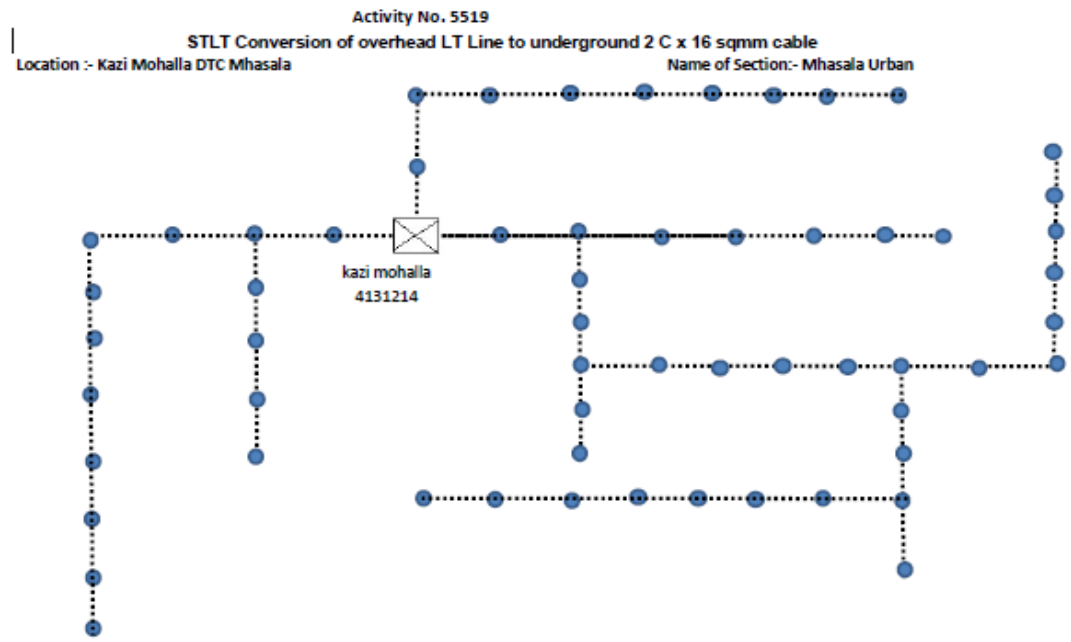 Activity No. 5519
STLT Conversion of overhead LT Line to underground 2 C x 16 sqmm cable
Location :- Kazi Mohalla DTC Mhasala
Name of Section:- Mhasala Urban
kazi mohalla
4131214